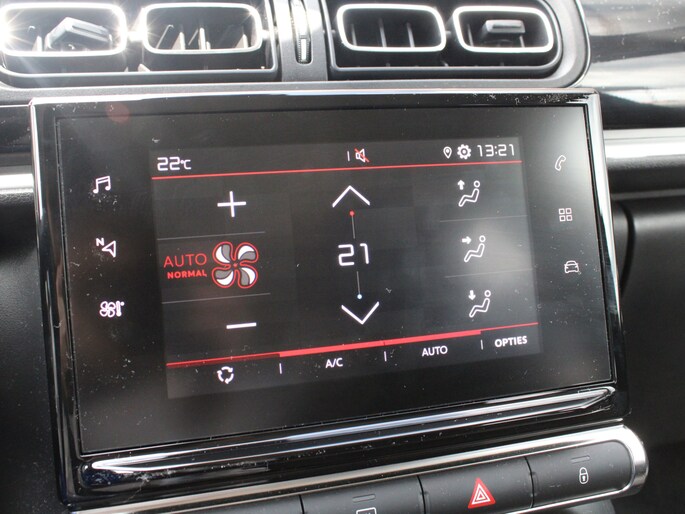 22°C 13:21
N
21
AUTO
NORMAL
A/C AUTO OPTIES